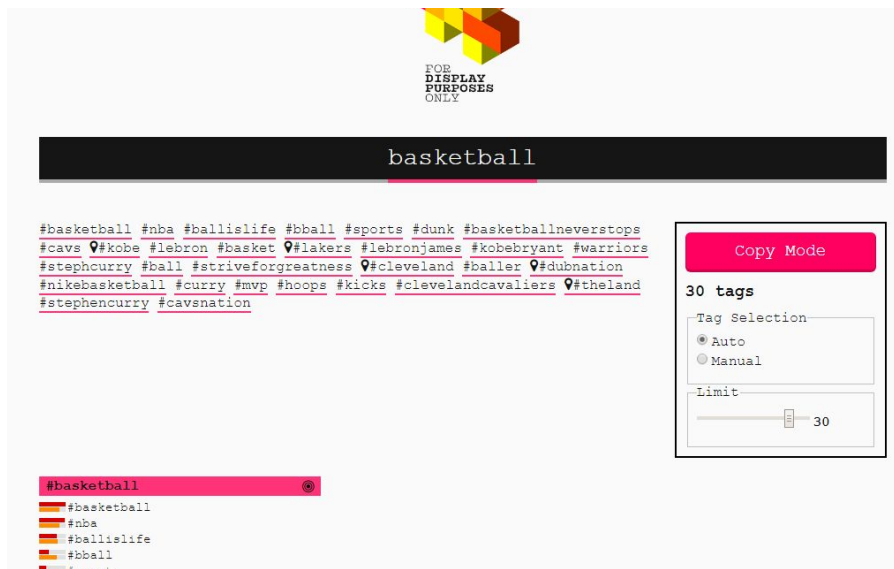 FOR
DISPLAY
PURPOSES
ONLY
basketball
#basketball #nba #ballislife #bball #sports #dunk #basketballneverstops
#cavs #kobe #lebron #basket #lakers #lebronjames #kobebryant #warriors
#stephcurry #ball #striveforgreatness #cleveland #baller #dubnation
#nikebasketball #curry #mvp #hoops #kicks #clevelandcavaliers #theland
#stephencurry #cavsnation
Copy Mode
30 tags
Tag Selection
Auto
Manual
Limit
30
#basketball
#basketball
#nba
#ballislife
#bball